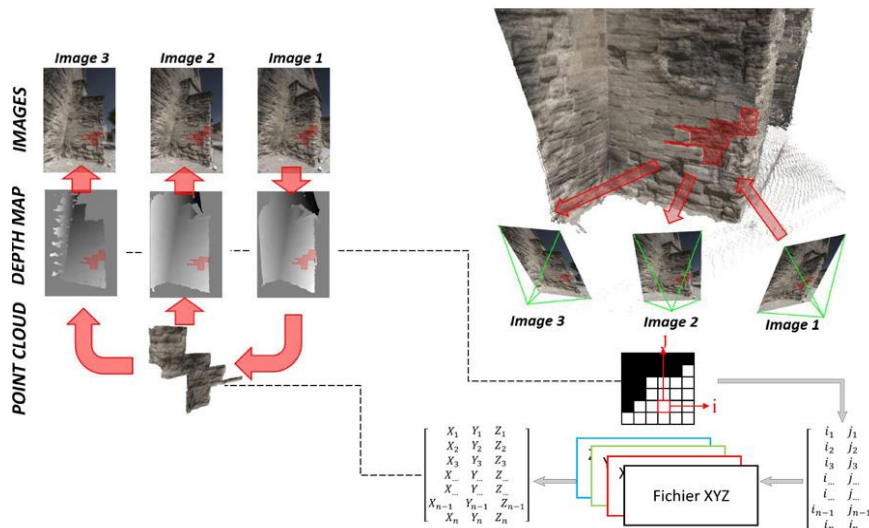 Image 3 Image 2 Image 1
IMAGES
DEPTH MAP
POINT CLOUD
Image 3 Image 2 Image 1
J
i
X₁ Y₁ Z₁
X₂ Y₂ Z₂
X₃ Y₃ Z₃
X... Y... Z...
X... Y... Z...
Xₙ₋₁ Yₙ₋₁ Zₙ₋₁
Xₙ Yₙ Zₙ
Z
Y
X
Fichier XYZ
i₁ j₁
i₂ j₂
i₃ j₃
i... j...
i... j...
iₙ₋₁ jₙ₋₁
iₙ jₙ